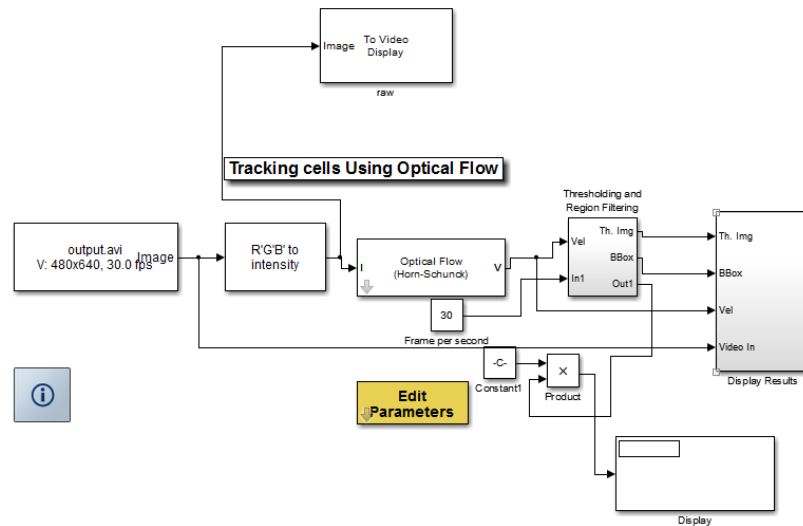 Image
To Video
Display
raw
Tracking cells Using Optical Flow
Thresholding and
Region Filtering
output.avi
V: 480x640, 30.0 fps
Image
R'G'B' to
intensity
I
Optical Flow
(Horn-Schunck)
V
Vel
In1
Th. Img
BBox
Out1
Th. Img
BBox
Vel
Video In
Display Results
30
Frame per second
-C-
Constant1
×
Product
Edit
Parameters
Display